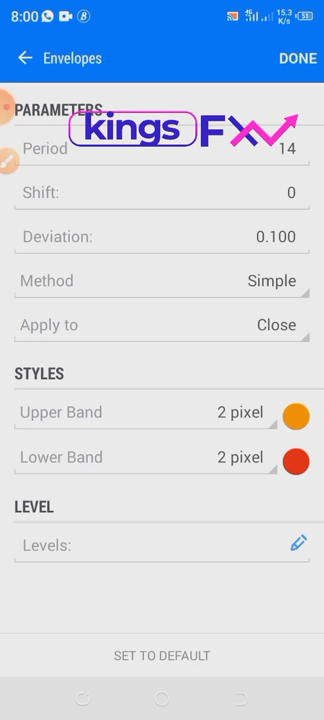 8:00
15.3
K/s
53
Envelopes
DONE
PARAMETERS
kings FX
Period 14
Shift: 0
Deviation: 0.100
Method Simple
Apply to Close
STYLES
Upper Band 2 pixel
Lower Band 2 pixel
LEVEL
Levels:
SET TO DEFAULT